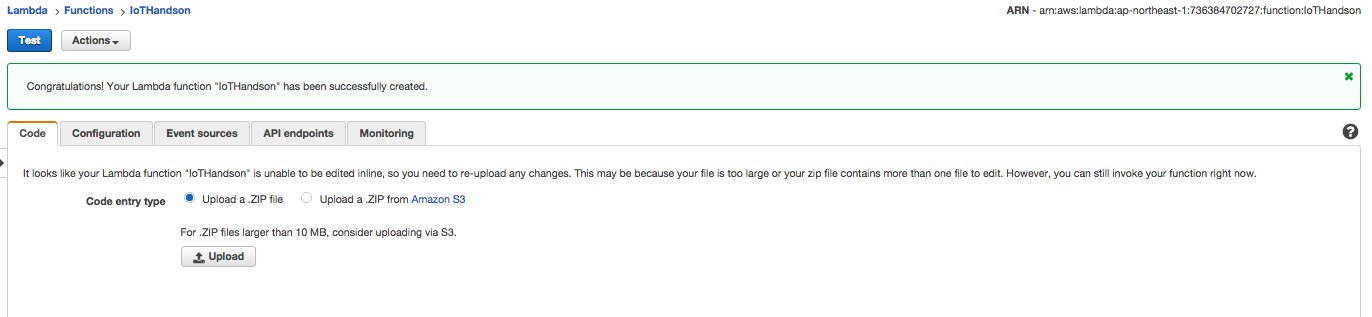 Lambda > Functions > IoTHandson ARN - arn:aws:lambda:ap-northeast-1:736384702727:function:IoTHandson
Test Actions
Congratulations! Your Lambda function "IoTHandson" has been successfully created.
Code Configuration Event sources API endpoints Monitoring
It looks like your Lambda function "IoTHandson" is unable to be edited inline, so you need to re-upload any changes. This may be because your file is too large or your zip file contains more than one file to edit. However, you can still invoke your function right now.
Code entry type Upload a .ZIP file Upload a .ZIP from Amazon S3
For .ZIP files larger than 10 MB, consider uploading via S3.
Upload